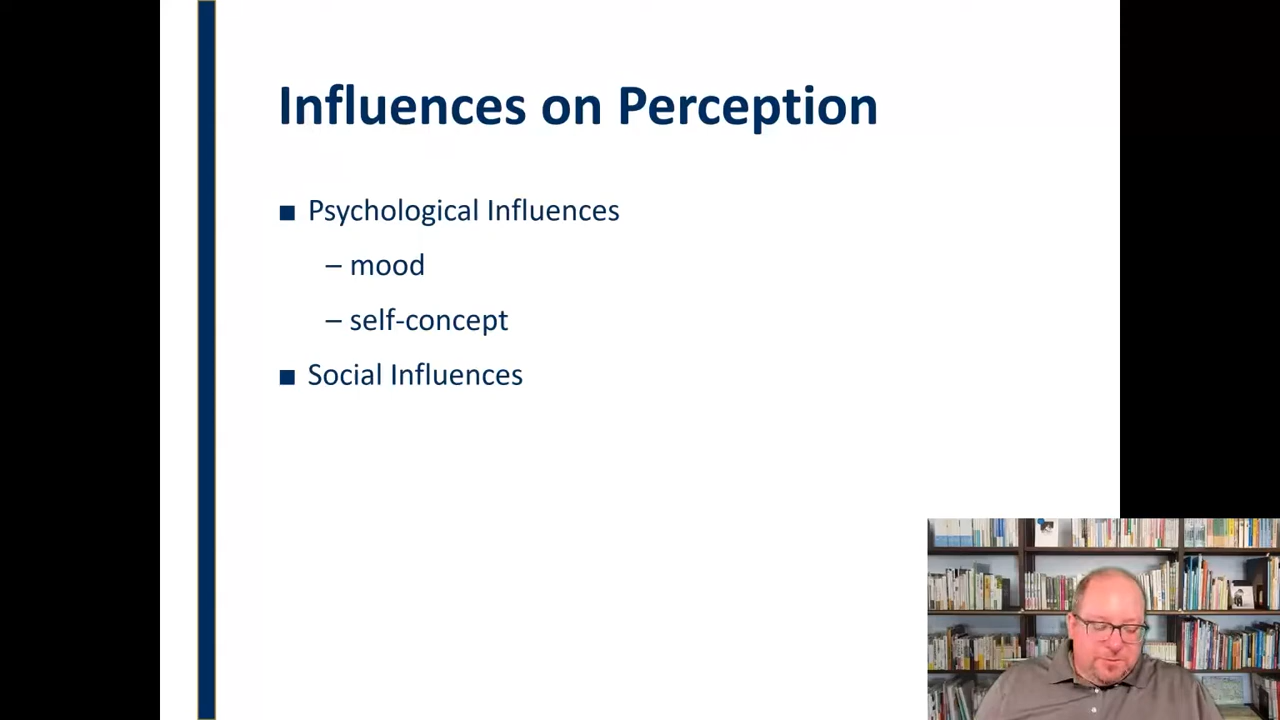 Influences on Perception
■ Psychological Influences
– mood
– self-concept
■ Social Influences